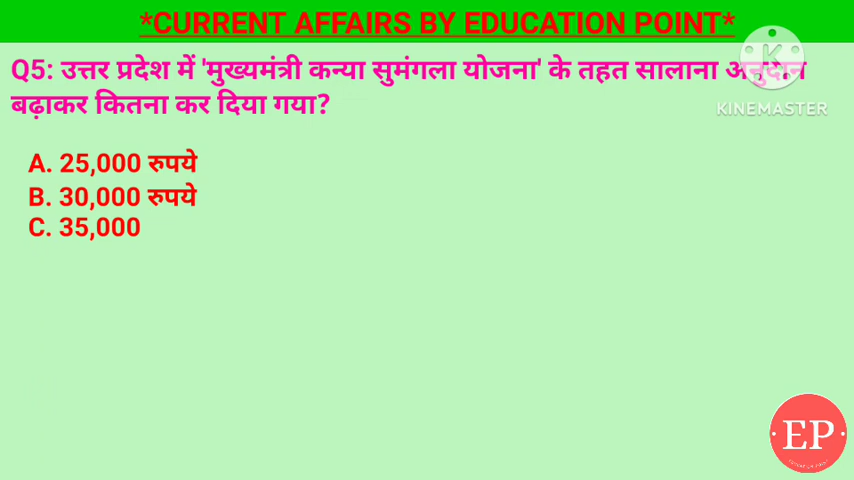 *CURRENT AFFAIRS BY EDUCATION POINT*
Q5: उत्तर प्रदेश में 'मुख्यमंत्री कन्या सुमंगला योजना' के तहत सालाना अनुदान
बढ़ाकर कितना कर दिया गया?
KINEMASTER
A. 25,000 रुपये
B. 30,000 रुपये
C. 35,000
EP